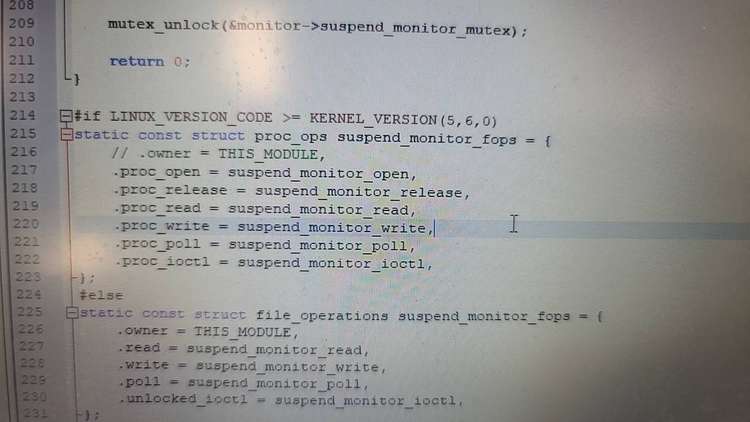 208
209 mutex_unlock(&monitor->suspend_monitor_mutex);
210
211 return 0;
212 }
213
214 #if LINUX_VERSION_CODE >= KERNEL_VERSION(5,6,0)
215 static const struct proc_ops suspend_monitor_fops = {
216 // .owner = THIS_MODULE,
217 .proc_open = suspend_monitor_open,
218 .proc_release = suspend_monitor_release,
219 .proc_read = suspend_monitor_read,
220 .proc_write = suspend_monitor_write,
221 .proc_poll = suspend_monitor_poll,
222 .proc_ioctl = suspend_monitor_ioctl,
223 };
224 #else
225 static const struct file_operations suspend_monitor_fops = {
226 .owner = THIS_MODULE,
227 .read = suspend_monitor_read,
228 .write = suspend_monitor_write,
229 .poll = suspend_monitor_poll,
230 .unlocked_ioctl = suspend_monitor_ioctl,
231 };